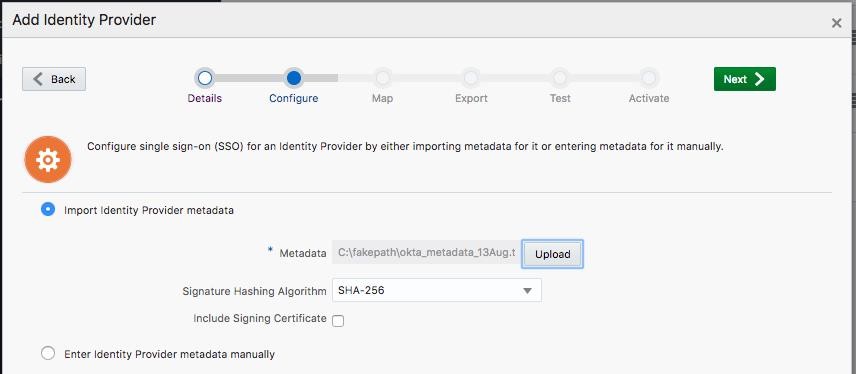 Add Identity Provider
Back
Next
Details
Configure
Map
Export
Test
Activate
Configure single sign-on (SSO) for an Identity Provider by either importing metadata for it or entering metadata for it manually.
Import Identity Provider metadata
* Metadata C:\fakepath\okta_metadata_13Aug.t Upload
Signature Hashing Algorithm SHA-256
Include Signing Certificate
Enter Identity Provider metadata manually